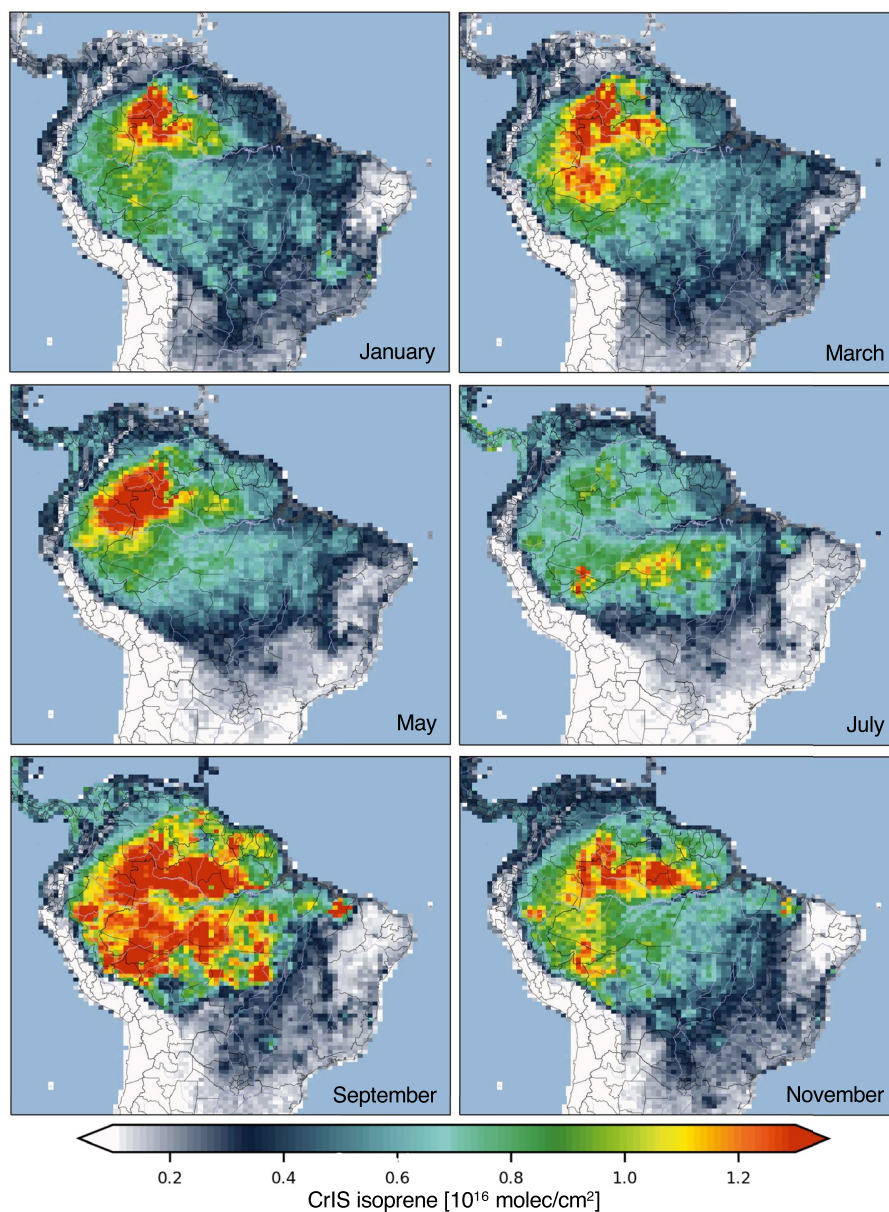 January
March
May
July
September
November
0.2 0.4 0.6 0.8 1.0 1.2
CrIS isoprene [10¹⁶ molec/cm²]